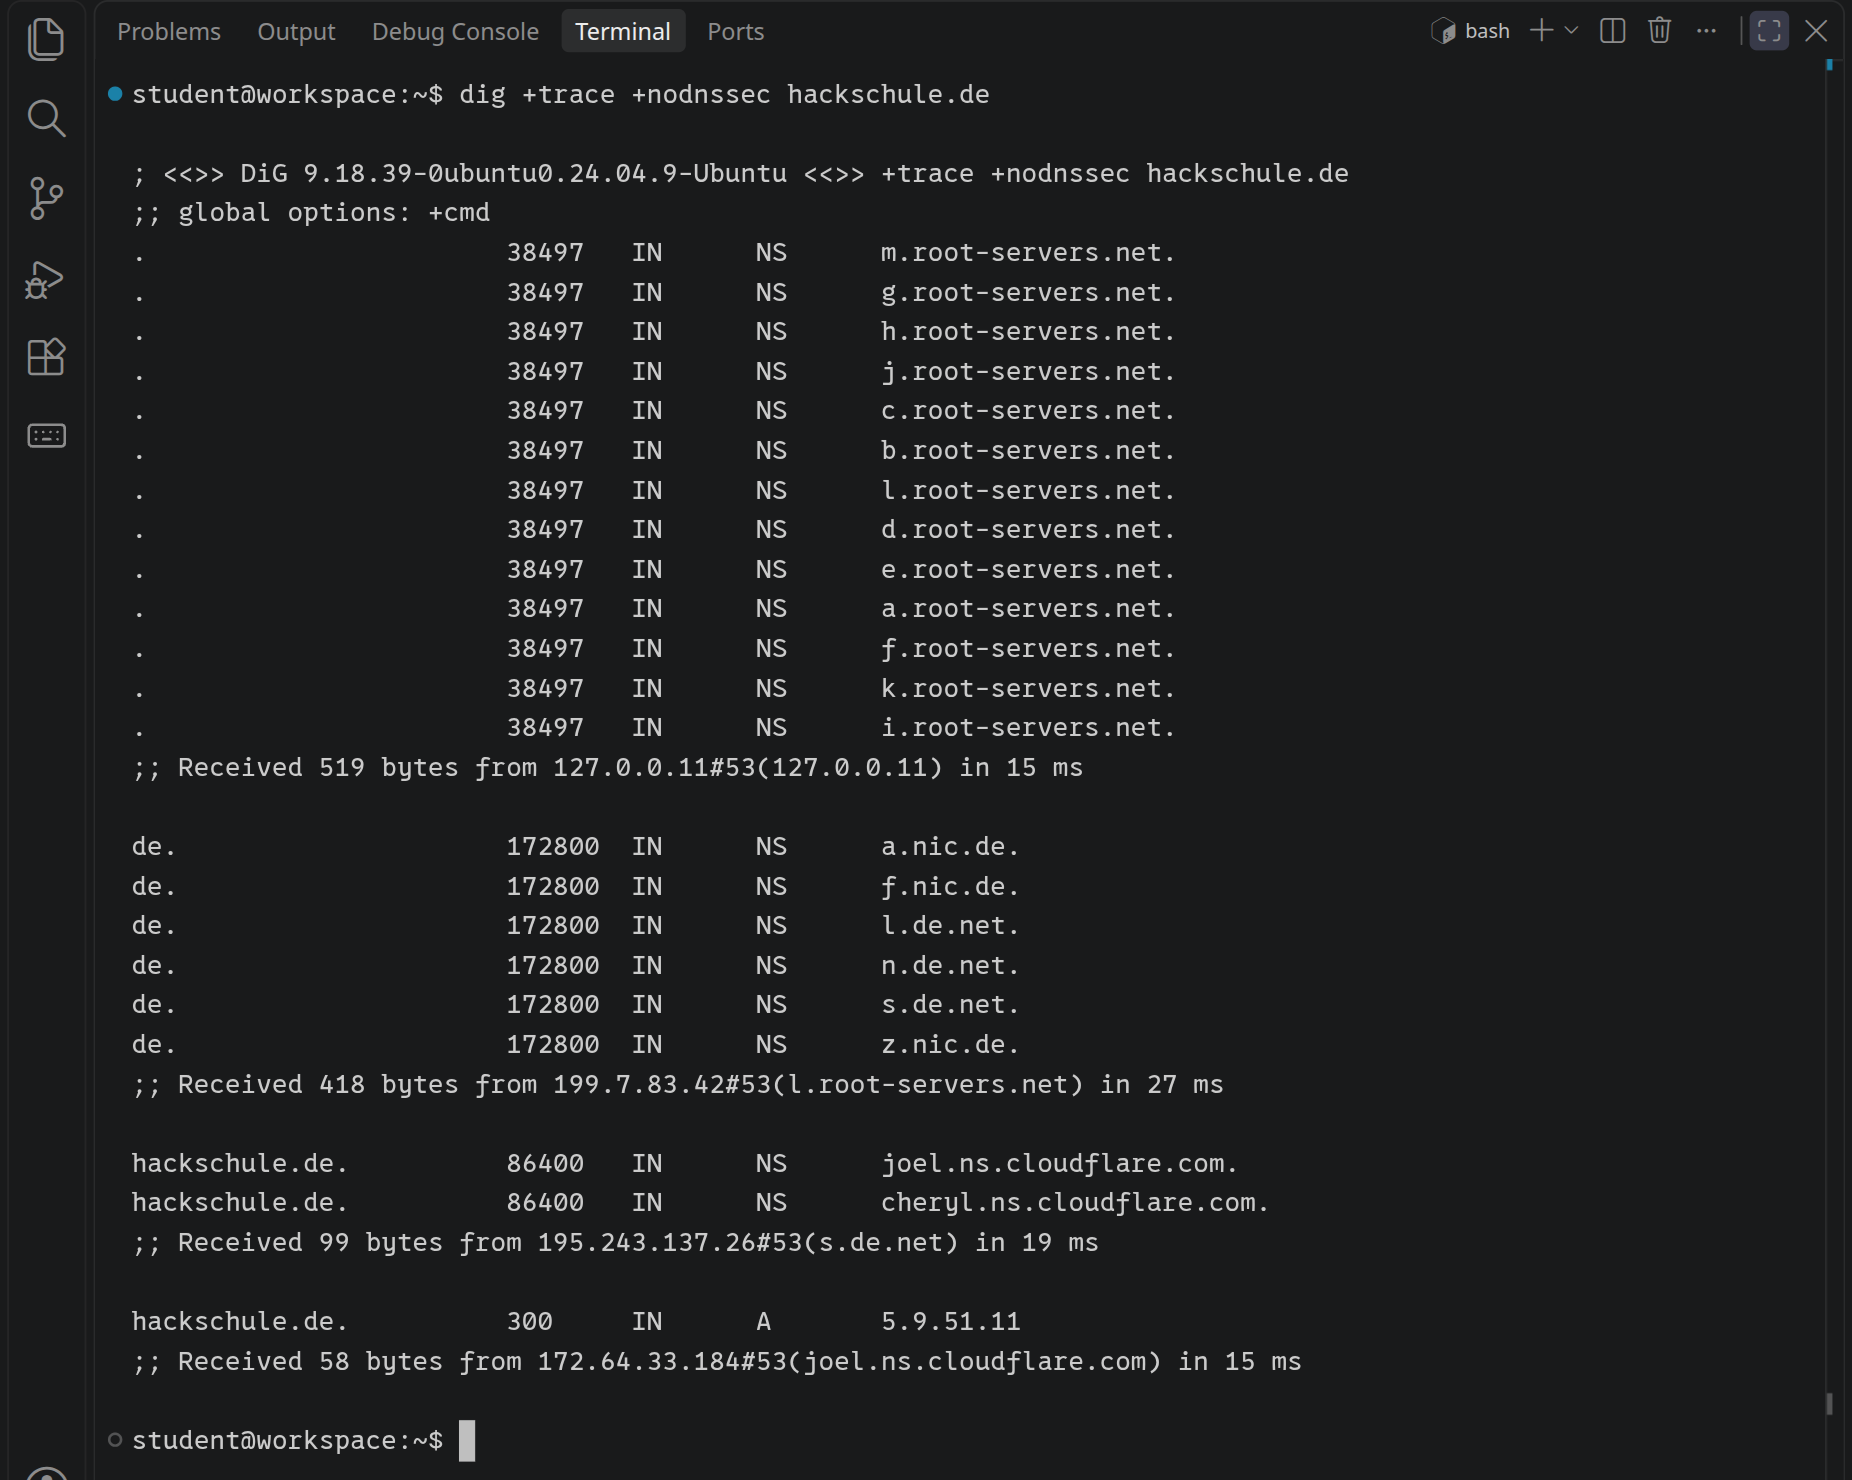 Problems Output Debug Console Terminal Ports bash
student@workspace:~$ dig +trace +nodnssec hackschule.de
; <<>> DiG 9.18.39-0ubuntu0.24.04.9-Ubuntu <<>> +trace +nodnssec hackschule.de
;; global options: +cmd
. 38497 IN NS m.root-servers.net.
. 38497 IN NS g.root-servers.net.
. 38497 IN NS h.root-servers.net.
. 38497 IN NS j.root-servers.net.
. 38497 IN NS c.root-servers.net.
. 38497 IN NS b.root-servers.net.
. 38497 IN NS l.root-servers.net.
. 38497 IN NS d.root-servers.net.
. 38497 IN NS e.root-servers.net.
. 38497 IN NS a.root-servers.net.
. 38497 IN NS f.root-servers.net.
. 38497 IN NS k.root-servers.net.
. 38497 IN NS i.root-servers.net.
;; Received 519 bytes from 127.0.0.11#53(127.0.0.11) in 15 ms
de. 172800 IN NS a.nic.de.
de. 172800 IN NS f.nic.de.
de. 172800 IN NS l.de.net.
de. 172800 IN NS n.de.net.
de. 172800 IN NS s.de.net.
de. 172800 IN NS z.nic.de.
;; Received 418 bytes from 199.7.83.42#53(l.root-servers.net) in 27 ms
hackschule.de. 86400 IN NS joel.ns.cloudflare.com.
hackschule.de. 86400 IN NS cheryl.ns.cloudflare.com.
;; Received 99 bytes from 195.243.137.26#53(s.de.net) in 19 ms
hackschule.de. 300 IN A 5.9.51.11
;; Received 58 bytes from 172.64.33.184#53(joel.ns.cloudflare.com) in 15 ms
student@workspace:~$